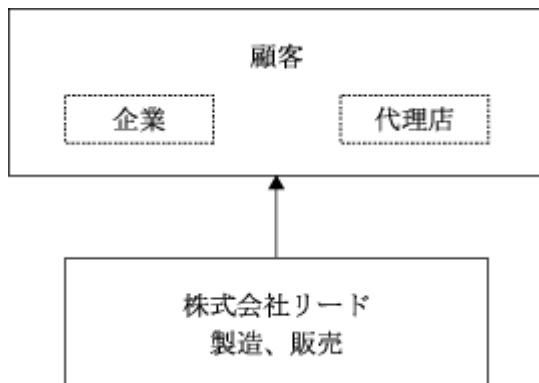 顧客
企業
代理店
株式会社リード
製造、販売